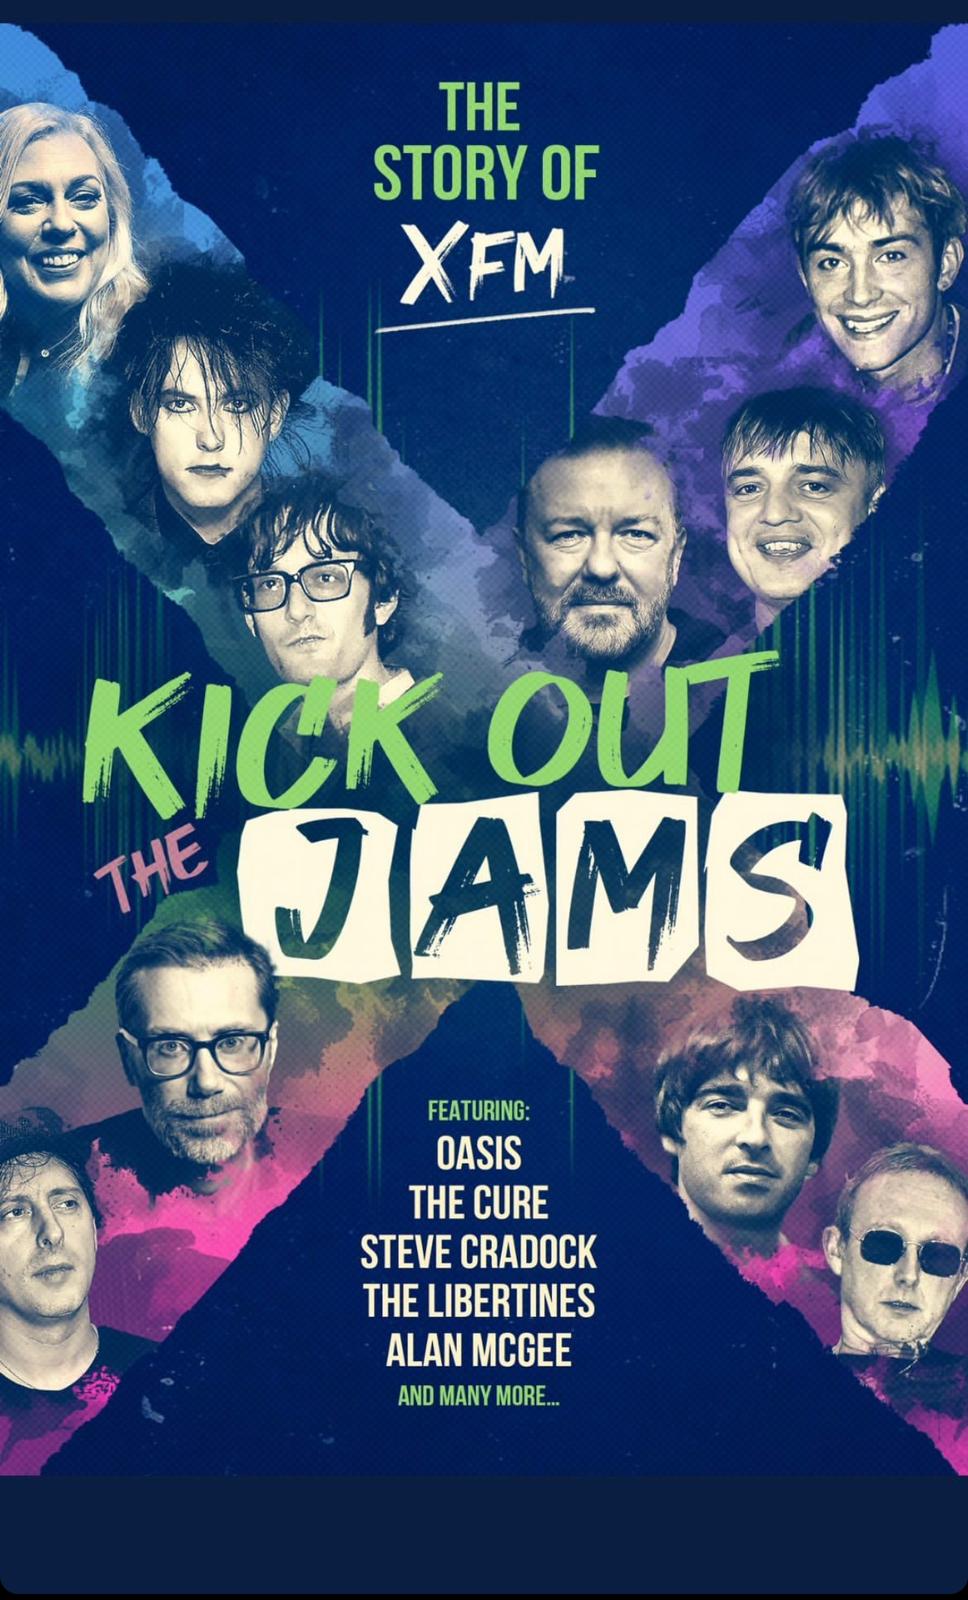 THE
STORY OF
XFM
KICK OUT
THE JAMS
FEATURING:
OASIS
THE CURE
STEVE CRADOCK
THE LIBERTINES
ALAN MCGEE
AND MANY MORE...